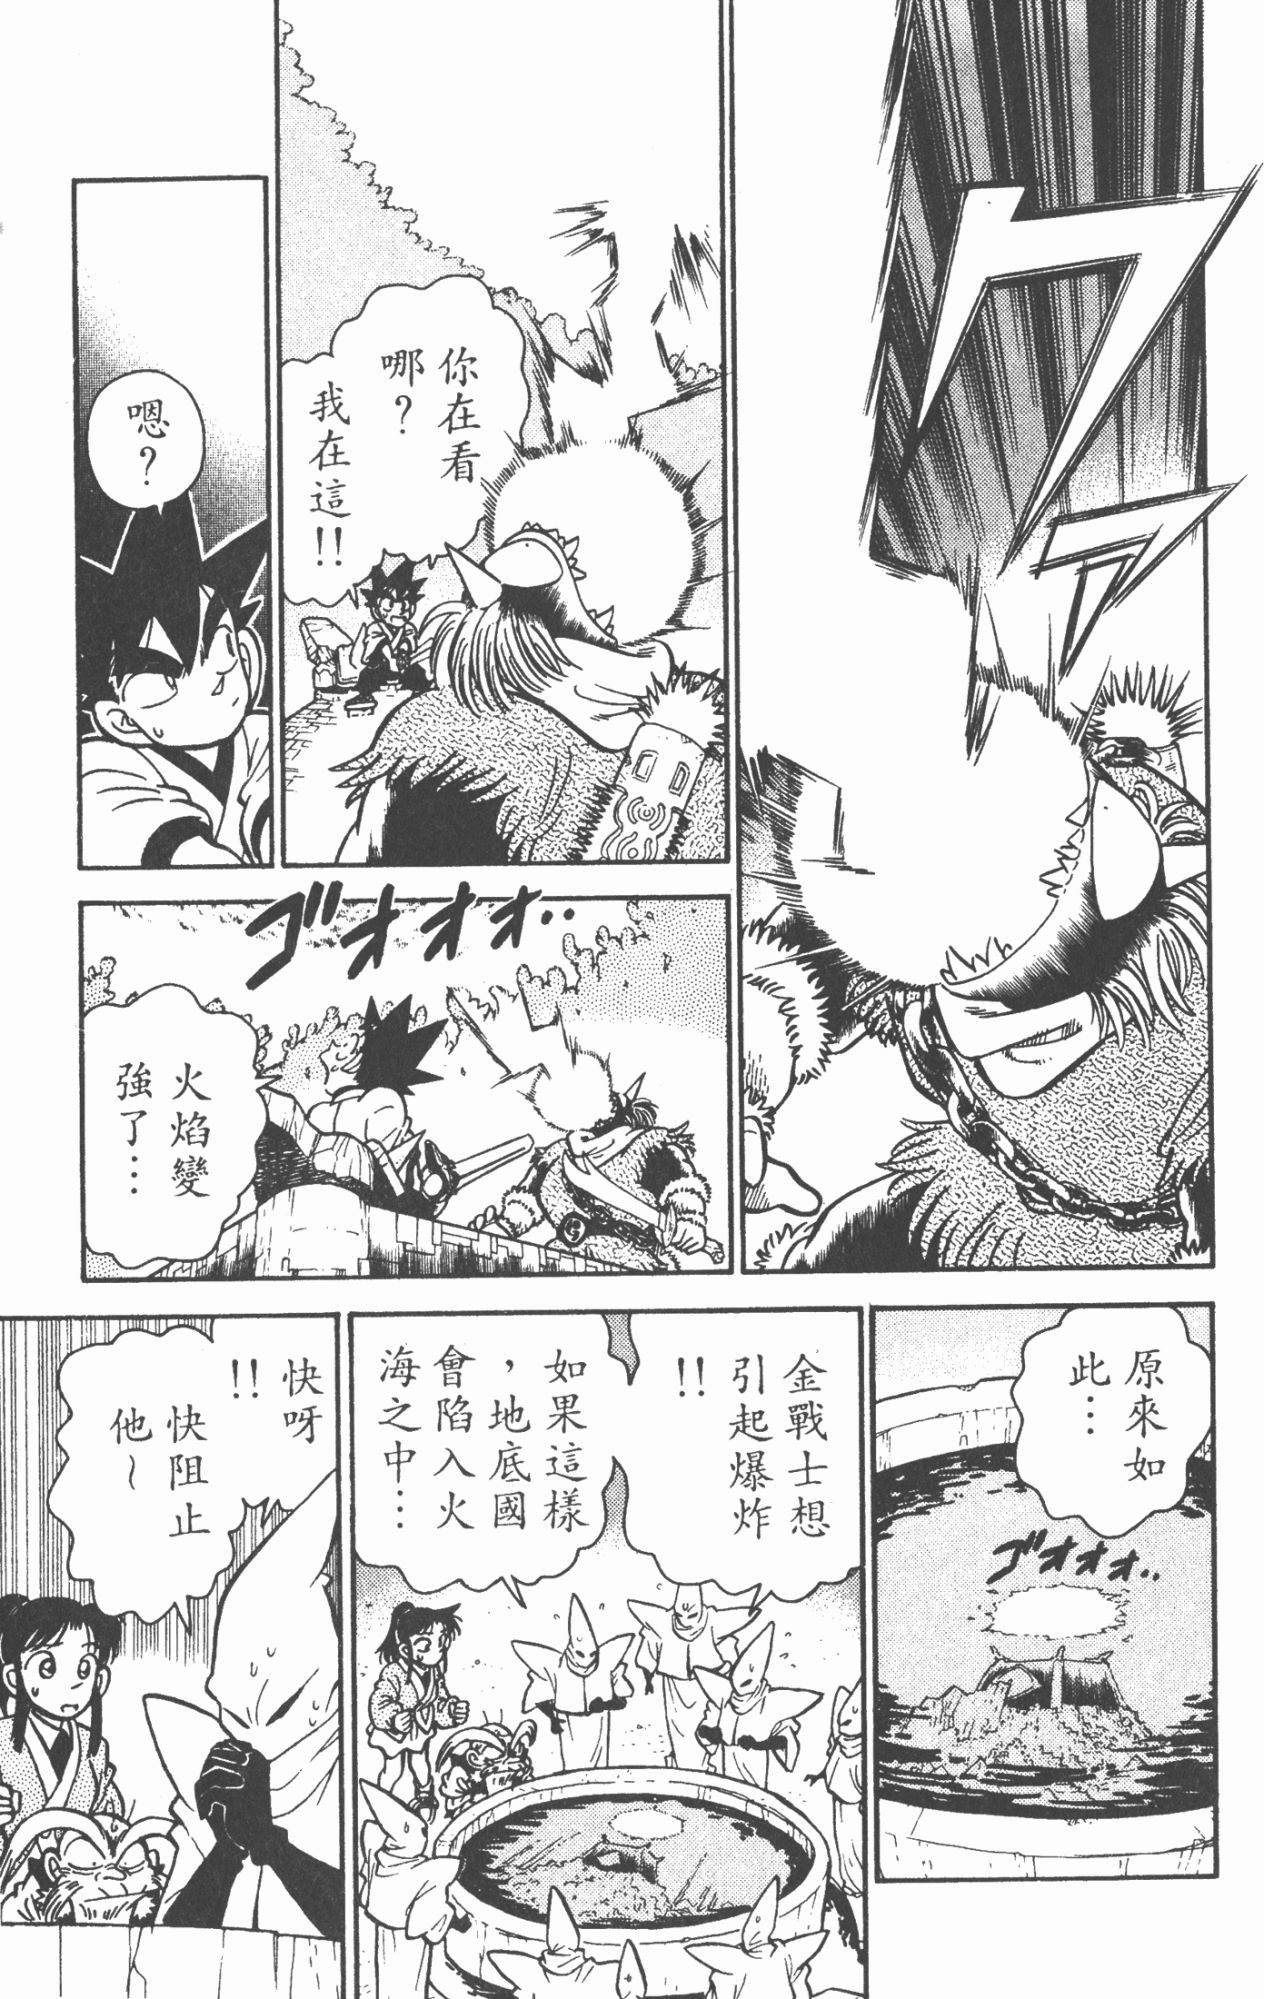 ワワ
你在看
哪？
我在這!!
嗯？
ゴオオオ..
火焰變
強了…
原來如
此…
ゴオオオ..
金戰士想
引起爆炸
!!
如果這樣
，地底國
會陷入火
海之中…
快呀
!!
快阻止
他～